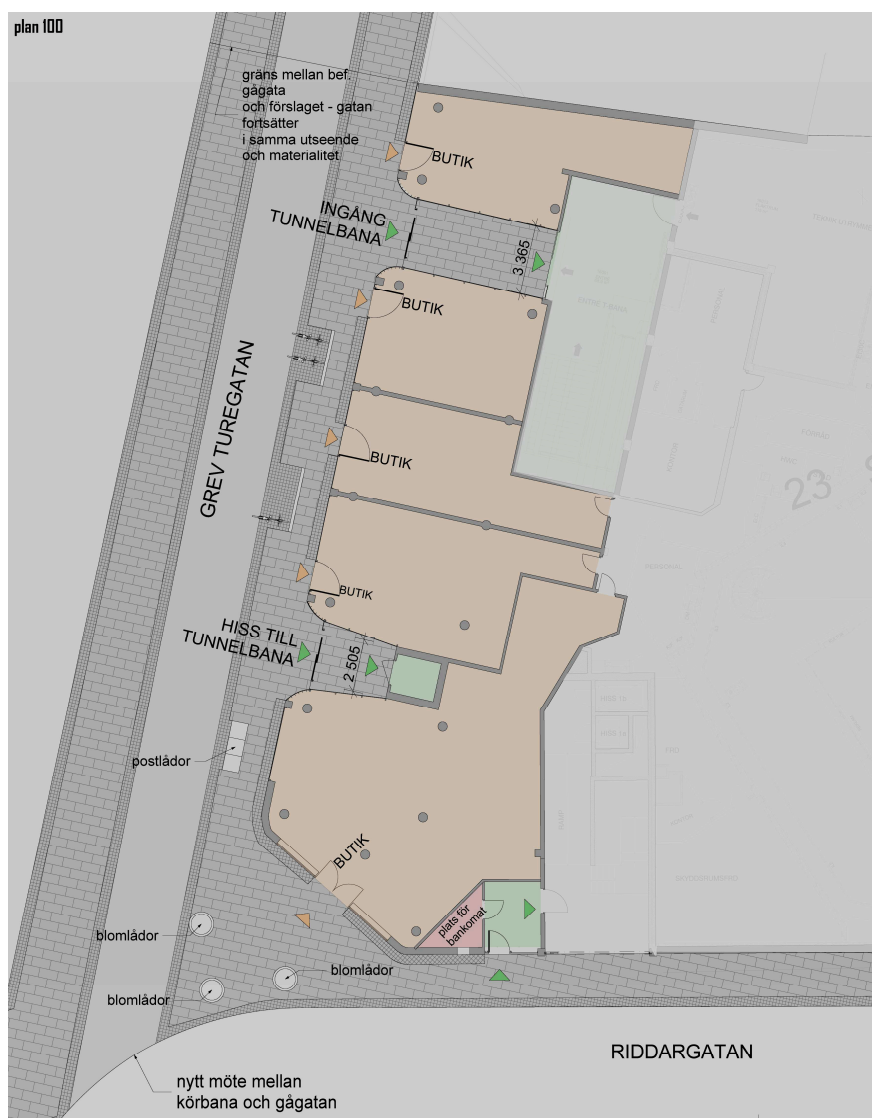 plan 100
gräns mellan bef.
gågata
och förslaget - gatan
fortsätter
i samma utseende
och materialitet
BUTIK
INGÅNG
TUNNELBANA
3 365
BUTIK
GREV TUREGATAN
BUTIK
23
BUTIK
HISS TILL
TUNNELBANA
2 505
postlådor
BUTIK
plats för
bankomat
blomlådor
blomlådor
blomlådor
RIDDARGATAN
nytt möte mellan
körbana och gågatan